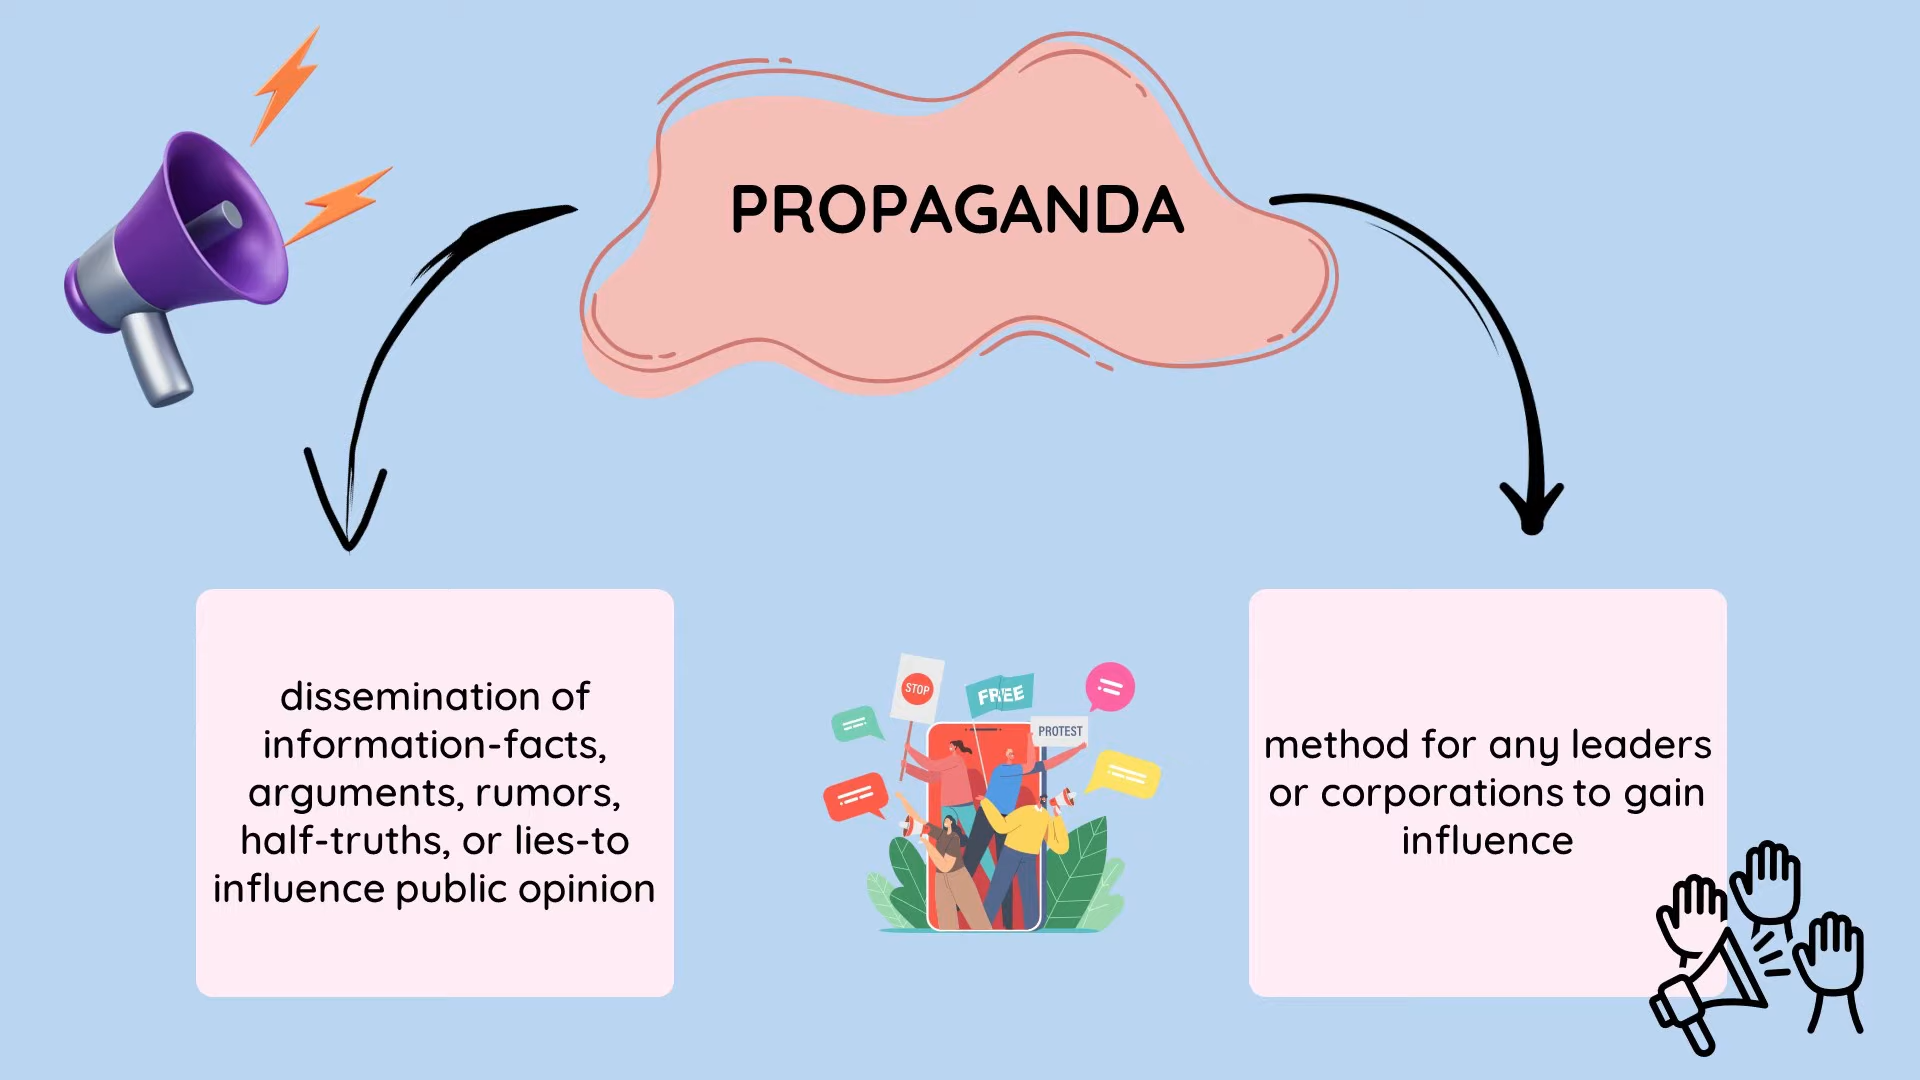 PROPAGANDA
dissemination of
information-facts,
arguments, rumors,
half-truths, or lies-to
influence public opinion
STOP
FREE
PROTEST
method for any leaders
or corporations to gain
influence